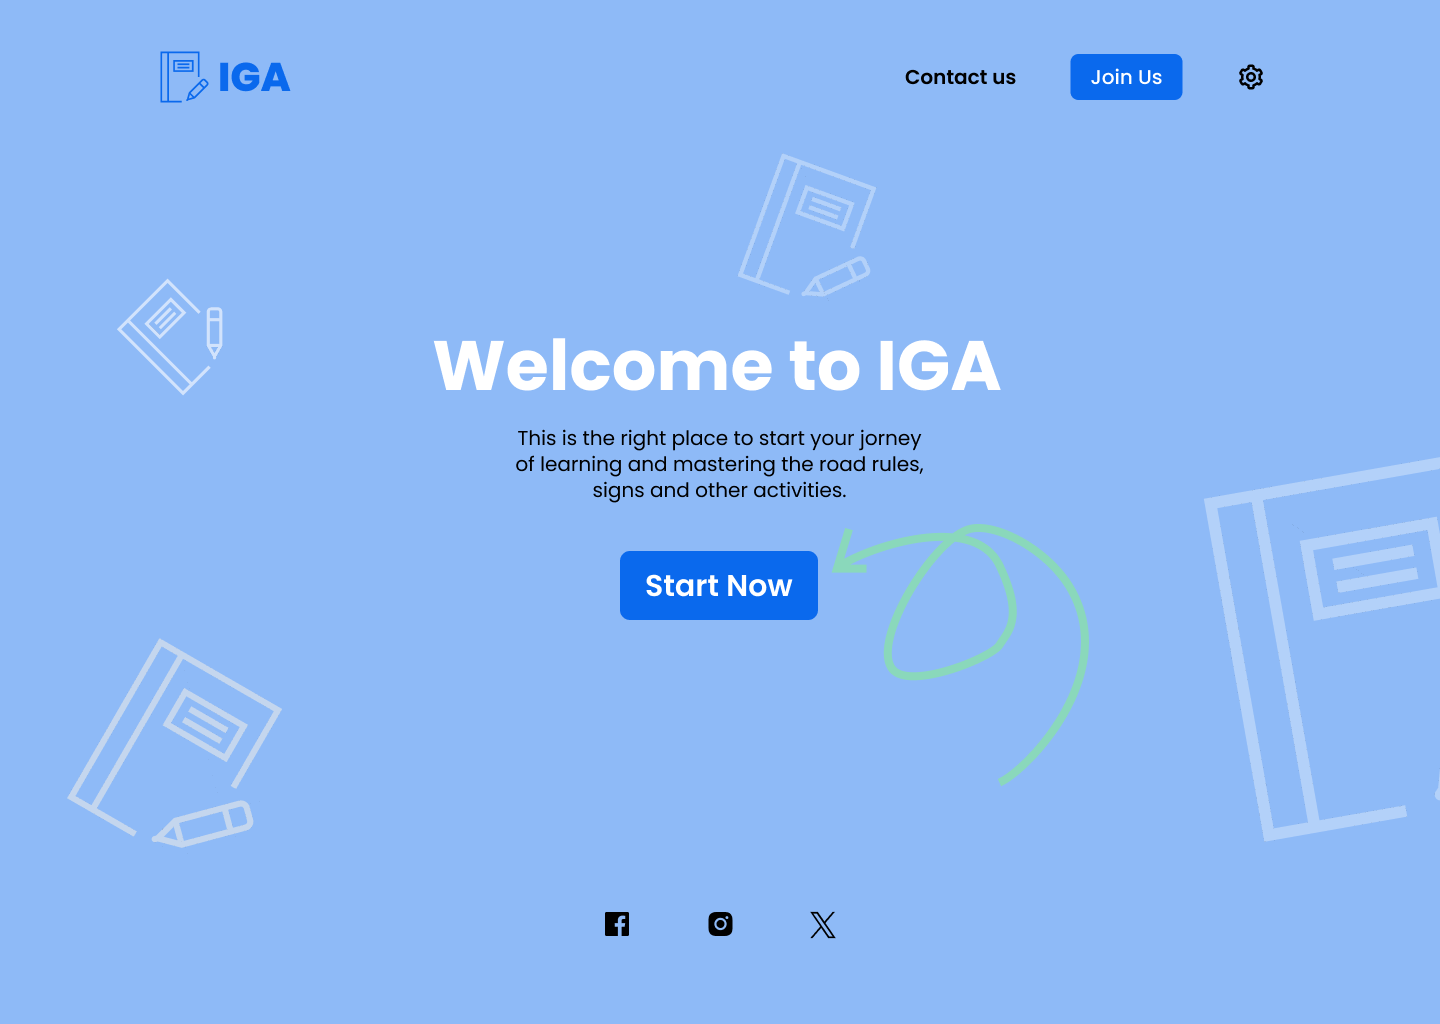 IGA
Contact us
Join Us
Welcome to IGA
This is the right place to start your jorney
of learning and mastering the road rules,
signs and other activities.
Start Now